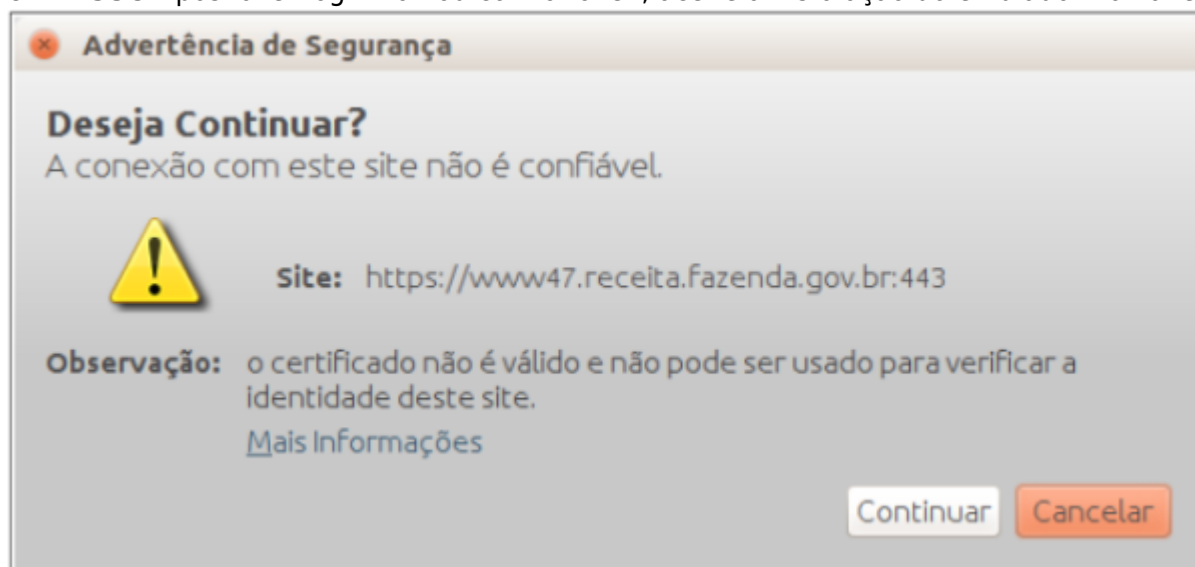 Advertência de Segurança
Deseja Continuar?
A conexão com este site não é confiável.
Site: https://www47.receita.fazenda.gov.br:443
Observação: o certificado não é válido e não pode ser usado para verificar a
identidade deste site.
Mais Informações
Continuar Cancelar